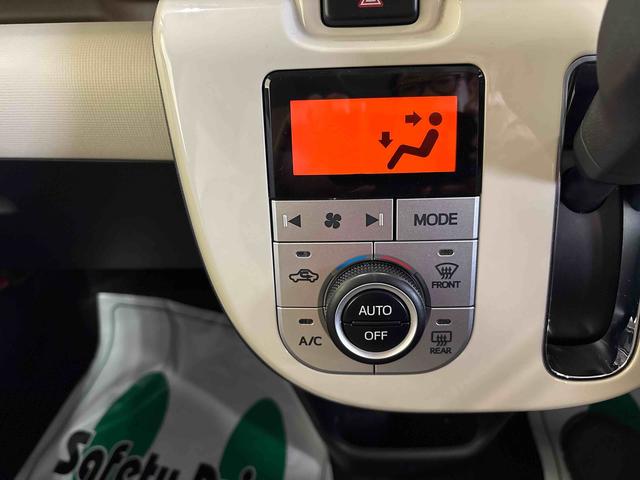 MODE
FRONT
AUTO
OFF
A/C
REAR
Safety